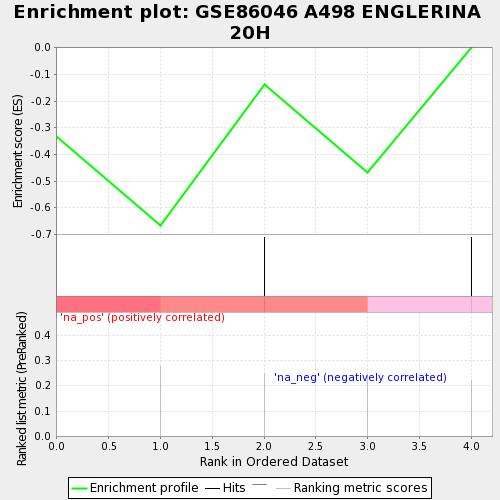 Enrichment plot: GSE86046 A498 ENGLERINA
20H
Enrichment score (ES)
0.0
-0.1
-0.2
-0.3
-0.4
-0.5
-0.6
-0.7
'na_pos' (positively correlated)
'na_neg' (negatively correlated)
Ranked list metric (PreRanked)
0.4
0.3
0.2
0.1
0.0
0.0 0.5 1.0 1.5 2.0 2.5 3.0 3.5 4.0
Rank in Ordered Dataset
Enrichment profile Hits Ranking metric scores